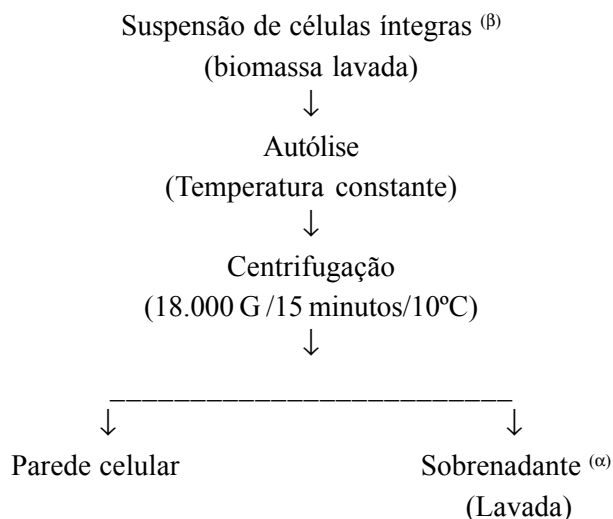 Suspensão de células íntegras (β)
(biomassa lavada)
↓
Autólise
(Temperatura constante)
↓
Centrifugação
(18.000 G /15 minutos/10ºC)
↓
__________________________
↓ ↓
Parede celular Sobrenadante (α)
(Lavada)